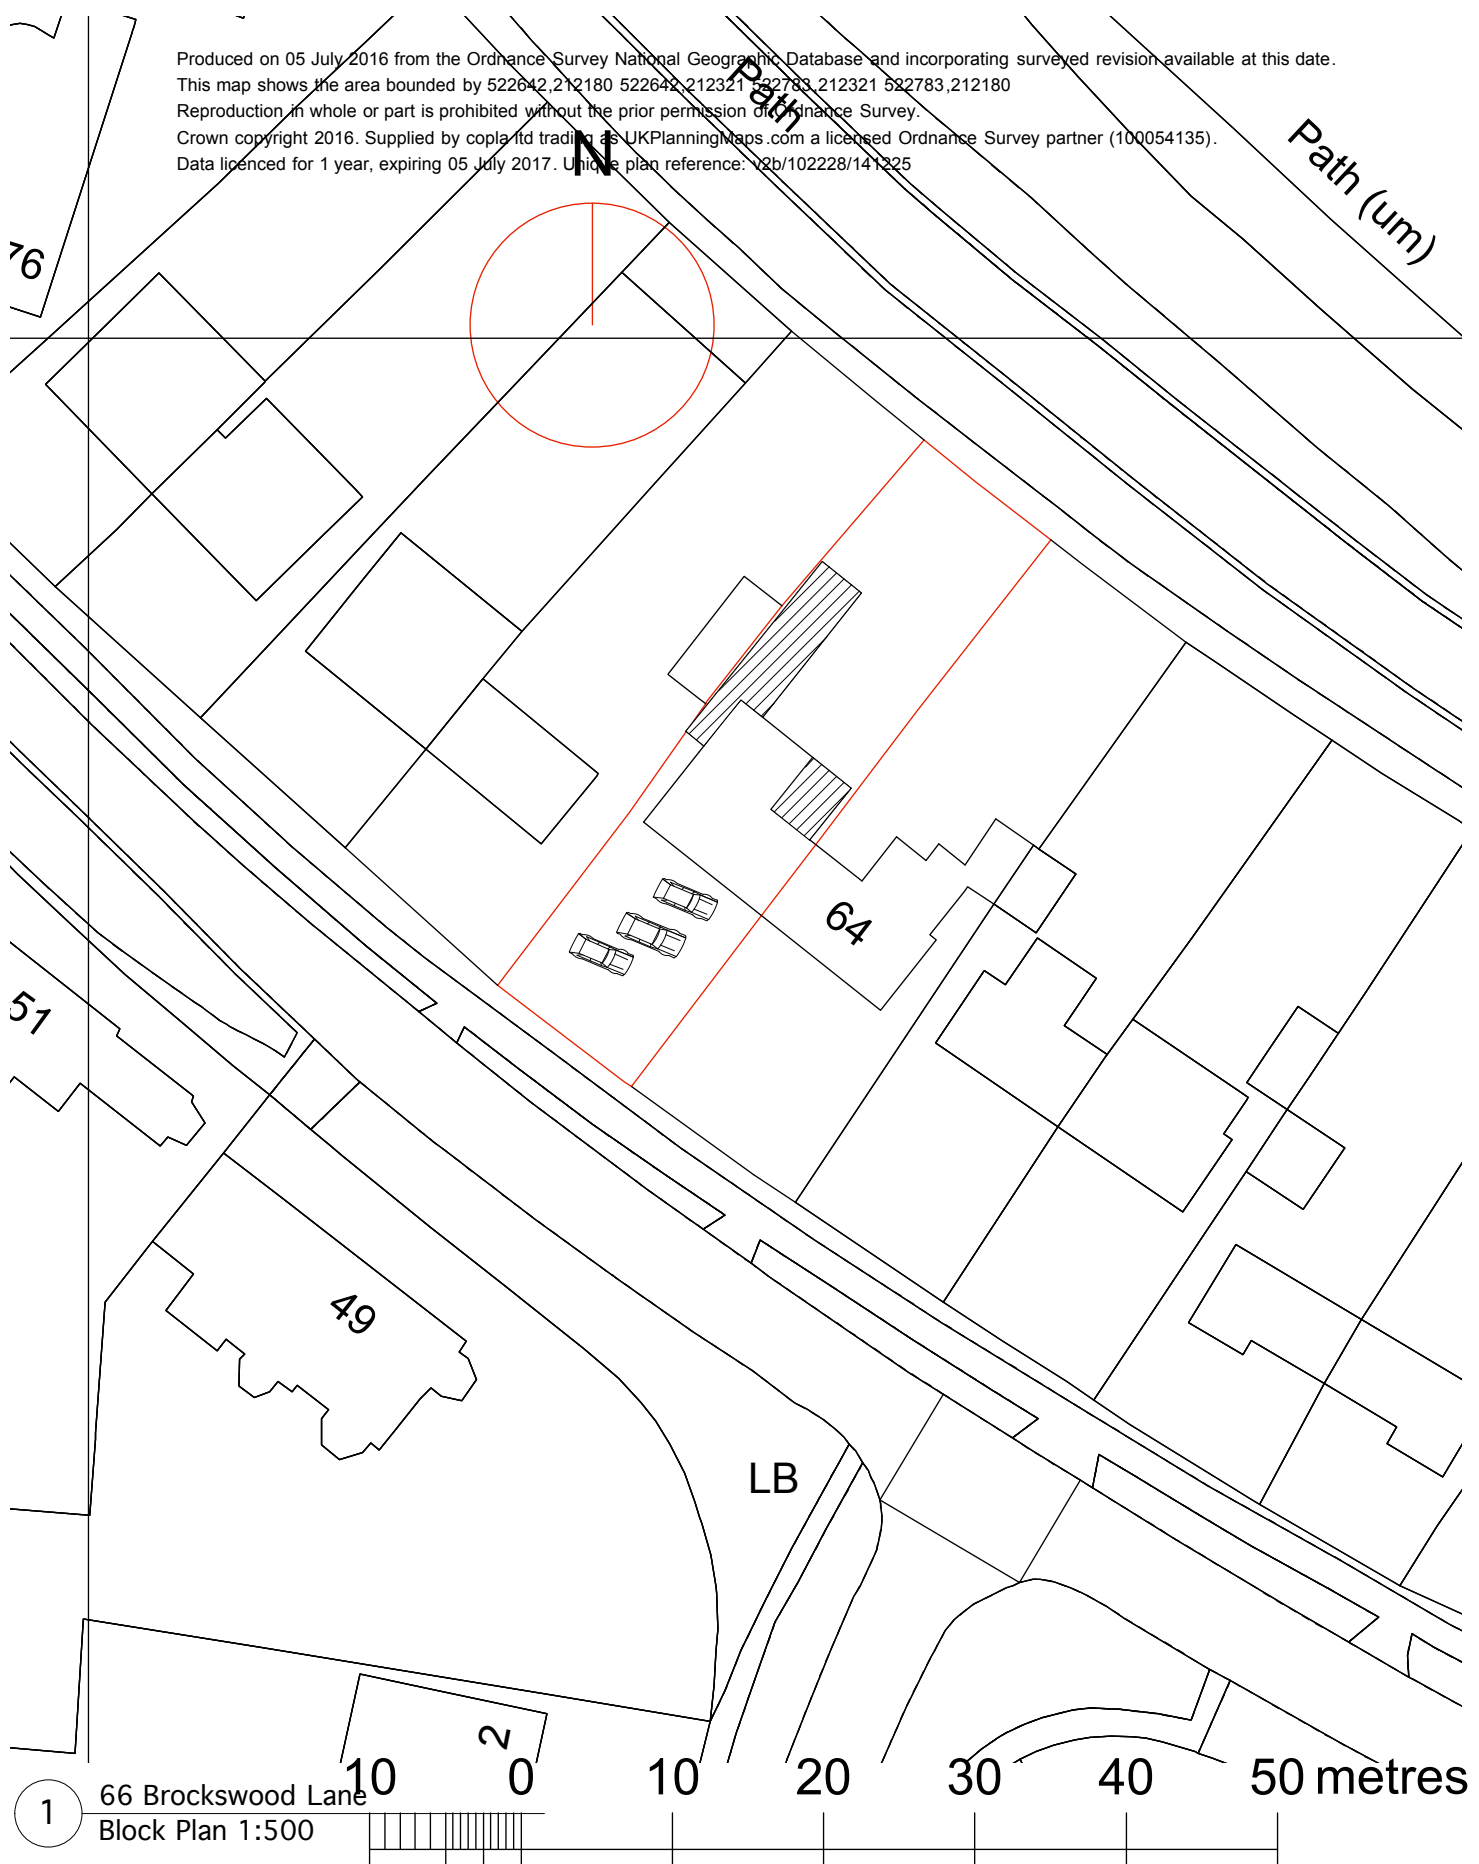 Produced on 05 July 2016 from the Ordnance Survey National Geographic Database and incorporating surveyed revision available at this date.
This map shows the area bounded by 522642,212180 522642,212321 522783,212321 522783,212180
Reproduction in whole or part is prohibited without the prior permission of Ordnance Survey.
Crown copyright 2016. Supplied by copla ltd trading as UKPlanningMaps.com a licensed Ordnance Survey partner (100054135).
Data licenced for 1 year, expiring 05 July 2017. Unique plan reference: v2b/102228/141225
Path
N
Path (um)
76
64
51
49
LB
2
10 0 10 20 30 40 50 metres
1
66 Brockswood Lane
Block Plan 1:500